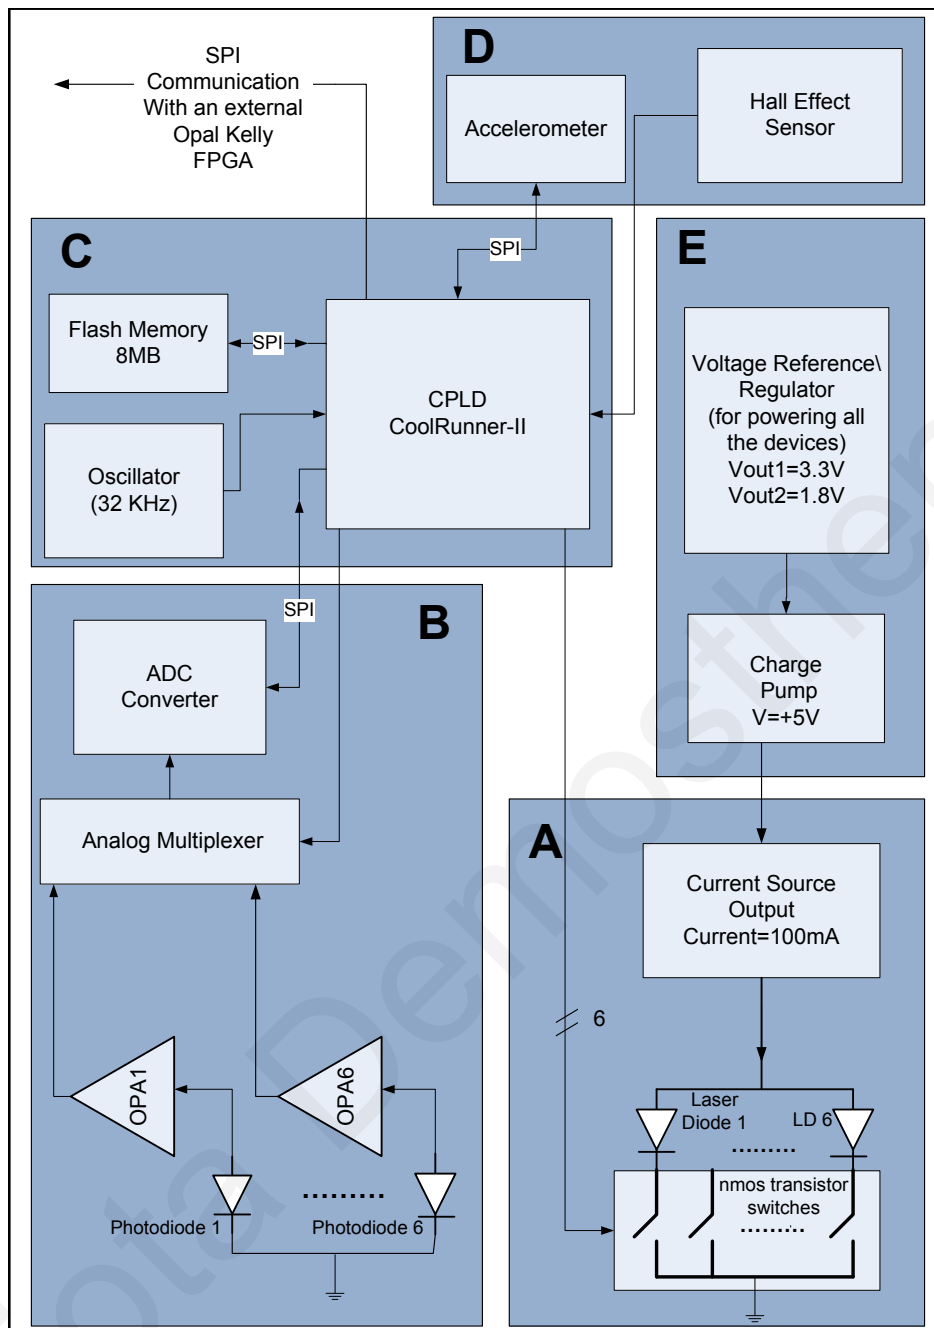 SPI
Communication
With an external
Opal Kelly
FPGA
D
Accelerometer
Hall Effect
Sensor
C
SPI
Flash Memory
8MB
SPI
CPLD
CoolRunner-II
Oscillator
(32 KHz)
E
Voltage Reference\
Regulator
(for powering all
the devices)
Vout1=3.3V
Vout2=1.8V
SPI
B
ADC
Converter
Charge
Pump
V=+5V
Analog Multiplexer
A
Current Source
Output
Current=100mA
6
OPA1
OPA6
Laser
Diode 1
LD 6
Photodiode 1
Photodiode 6
nmos transistor
switches